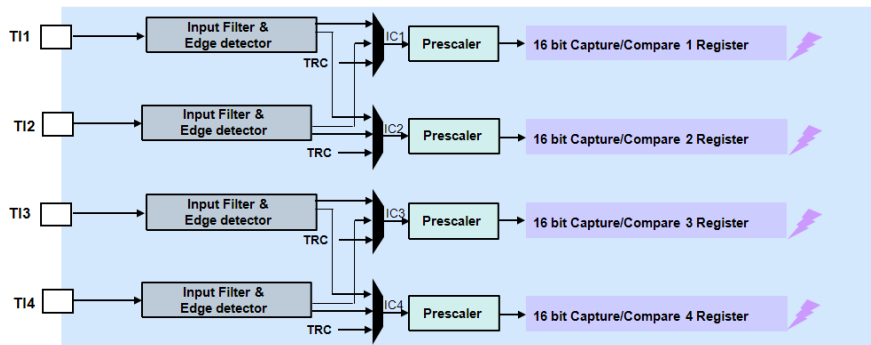 TI1
Input Filter &
Edge detector
TRC
IC1
Prescaler
16 bit Capture/Compare 1 Register
TI2
Input Filter &
Edge detector
TRC
IC2
Prescaler
16 bit Capture/Compare 2 Register
TI3
Input Filter &
Edge detector
TRC
IC3
Prescaler
16 bit Capture/Compare 3 Register
TI4
Input Filter &
Edge detector
TRC
IC4
Prescaler
16 bit Capture/Compare 4 Register